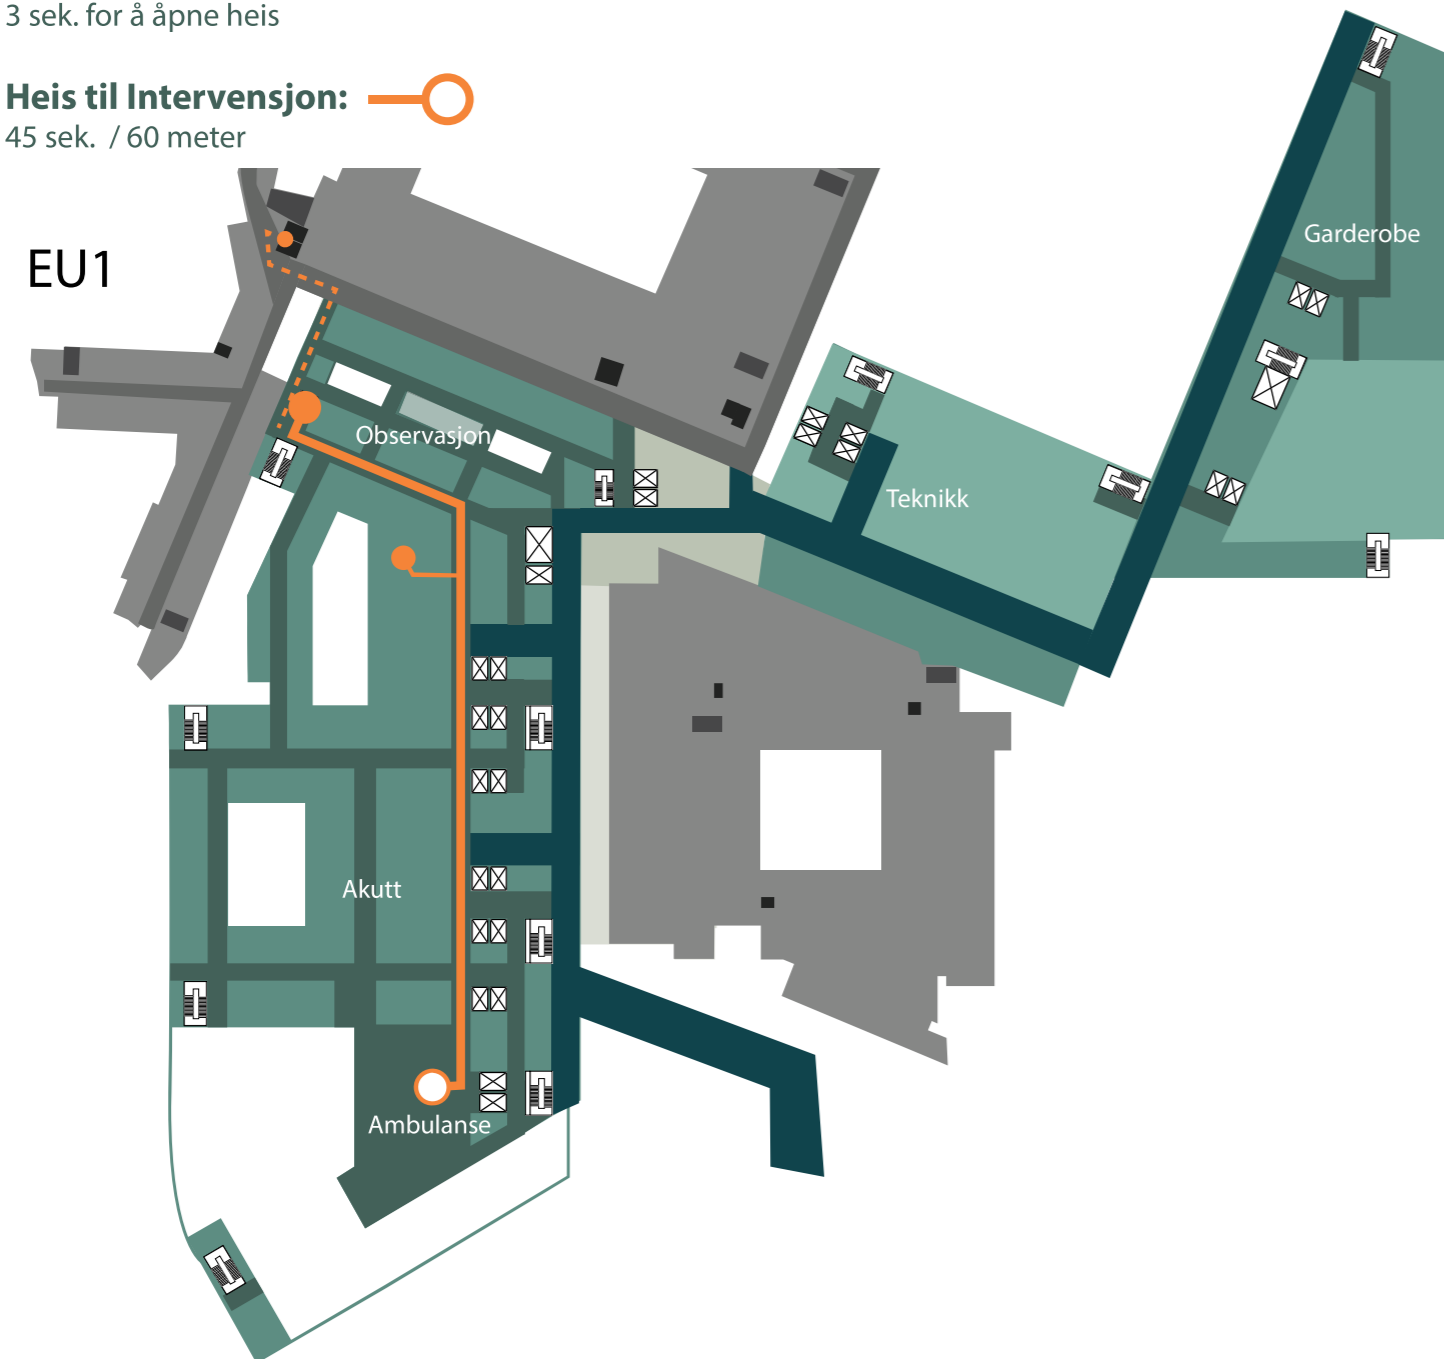 3 sek. for å åpne heis
Heis til Intervensjon:
45 sek. / 60 meter
EU1
Garderobe
Observasjon
Teknikk
Akutt
Ambulanse